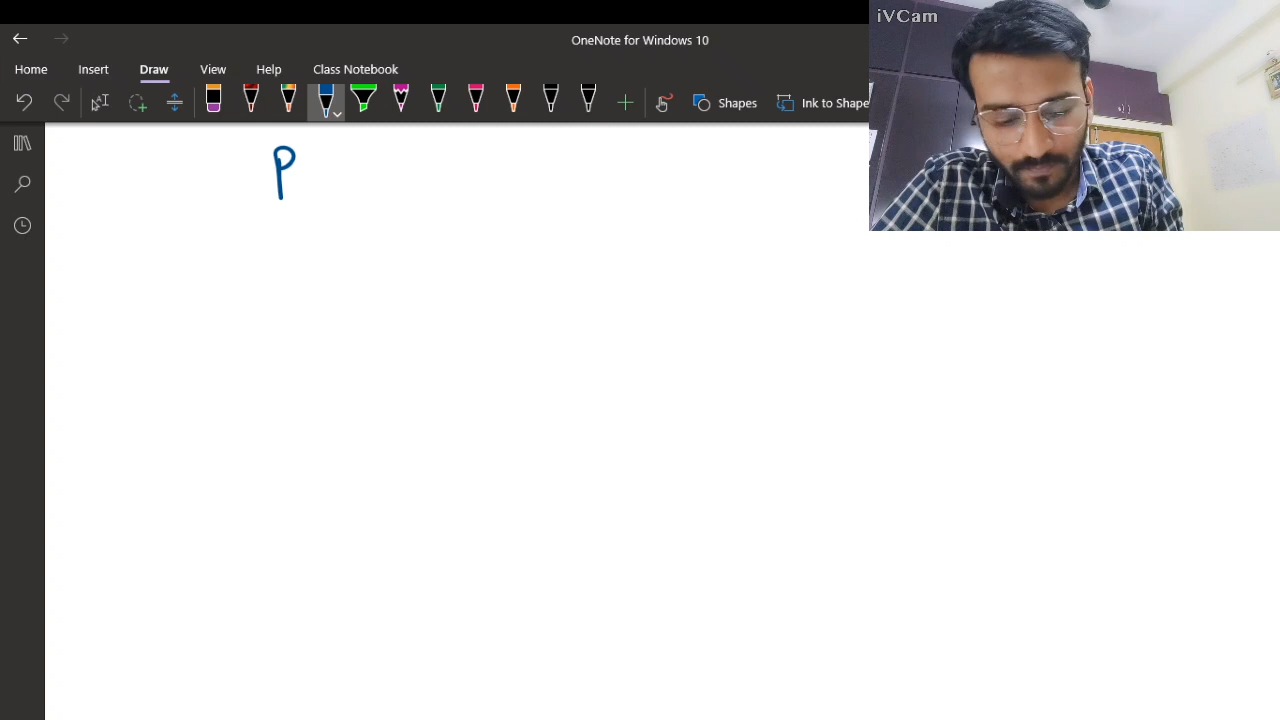 iVCam
OneNote for Windows 10
Home Insert Draw View Help Class Notebook
Shapes Ink to Shape
P